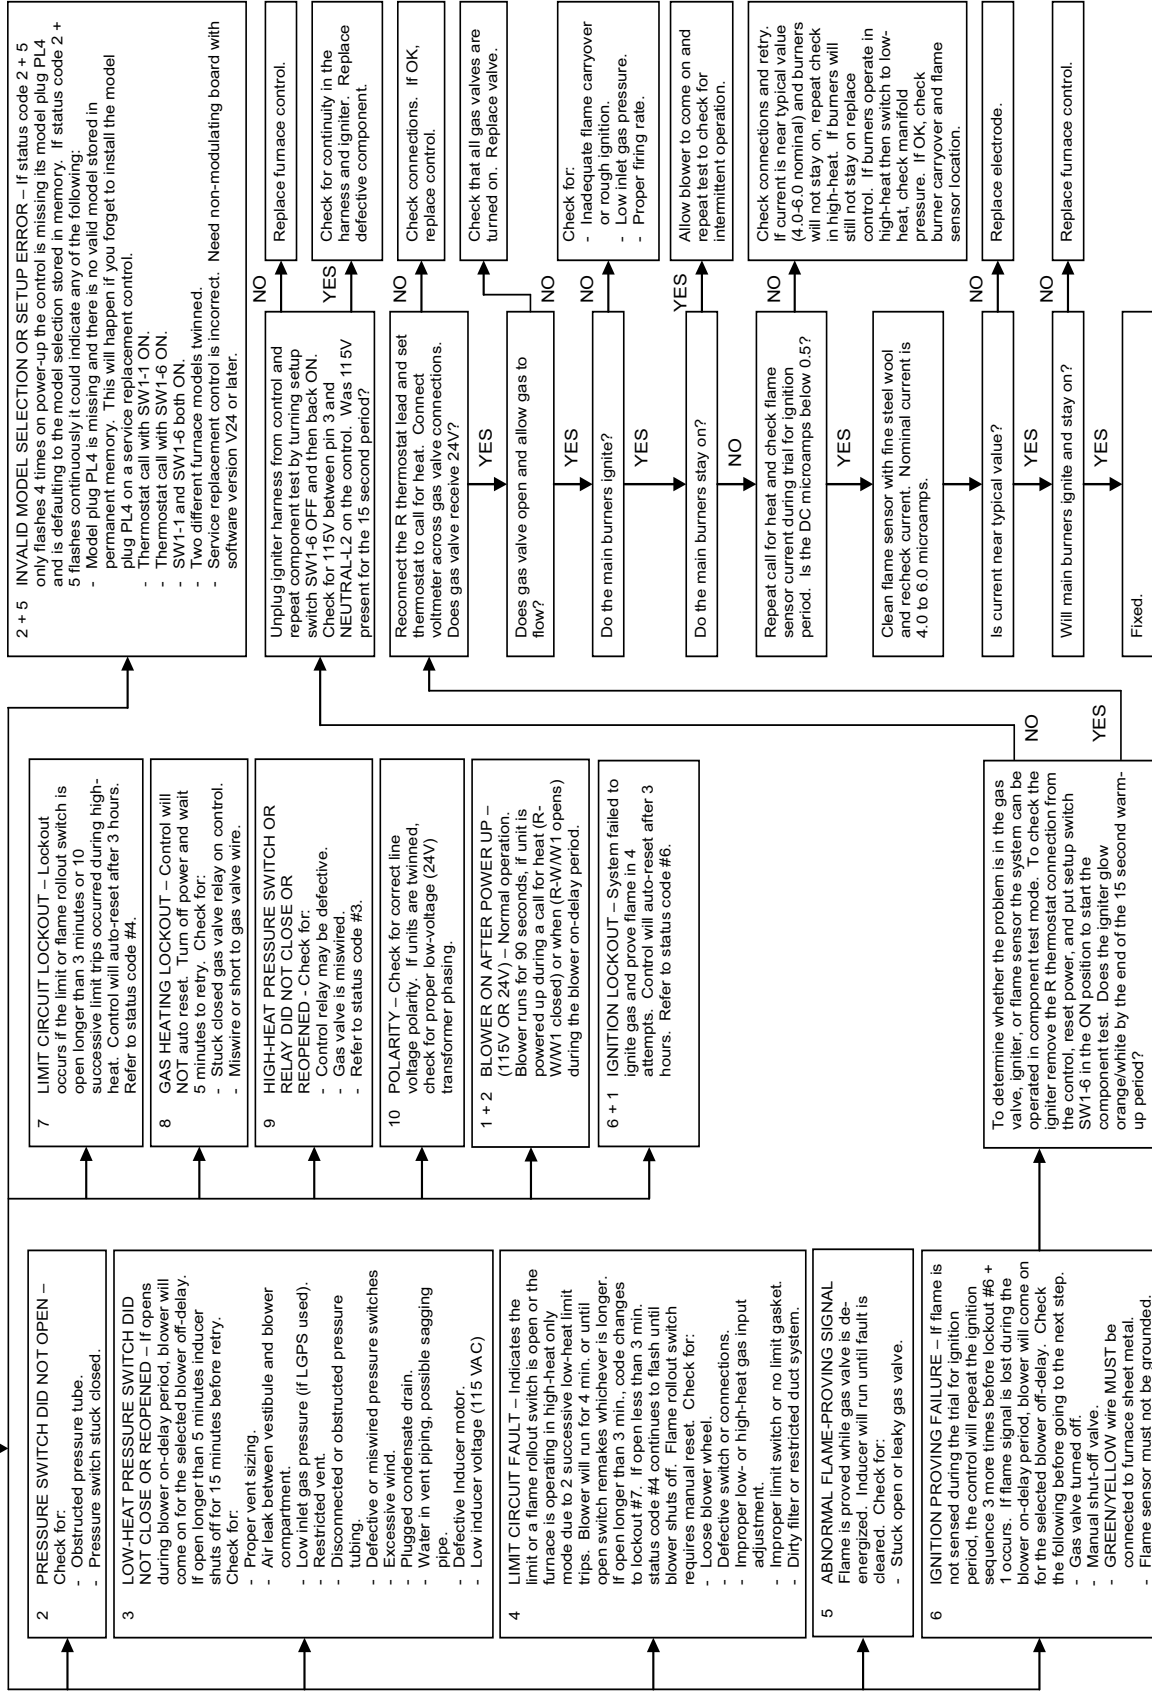 2 PRESSURE SWITCH DID NOT OPEN –
Check for:
- Obstructed pressure tube.
- Pressure switch stuck closed.
3 LOW-HEAT PRESSURE SWITCH DID
NOT CLOSE OR REOPENED – If opens
during blower on-delay period, blower will
come on for the selected blower off-delay.
If open longer than 5 minutes inducer
shuts off for 15 minutes before retry.
Check for:
- Proper vent sizing.
- Air leak between vestibule and blower
compartment.
- Low inlet gas pressure (if LGPS used).
- Restricted vent.
- Disconnected or obstructed pressure
tubing.
- Defective or miswired pressure switches
- Excessive wind.
- Plugged condensate drain.
- Water in vent piping, possible sagging
pipe.
- Defective Inducer motor.
- Low inducer voltage (115 VAC)
4 LIMIT CIRCUIT FAULT – Indicates the
limit or a flame rollout switch is open or the
furnace is operating in high-heat only
mode due to 2 successive low-heat limit
trips. Blower will run for 4 min. or until
open switch remakes whichever is longer.
If open longer than 3 min., code changes
to lockout #7. If open less than 3 min.
status code #4 continues to flash until
blower shuts off. Flame rollout switch
requires manual reset. Check for:
- Loose blower wheel.
- Defective switch or connections.
- Improper low- or high-heat gas input
adjustment.
- Improper limit switch or no limit gasket.
- Dirty filter or restricted duct system.
5 ABNORMAL FLAME-PROVING SIGNAL
Flame is proved while gas valve is de-
energized. Inducer will run until fault is
cleared. Check for:
- Stuck open or leaky gas valve.
6 IGNITION PROVING FAILURE – If flame is
not sensed during the trial for ignition
period, the control will repeat the ignition
sequence 3 more times before lockout #6 +
1 occurs. If flame signal is lost during the
blower on-delay period, blower will come on
for the selected blower off-delay. Check
the following before going to the next step.
- Gas valve turned off.
- Manual shut-off valve.
- GREEN/YELLOW wire MUST be
connected to furnace sheet metal.
- Flame sensor must not be grounded.
7 LIMIT CIRCUIT LOCKOUT – Lockout
occurs if the limit or flame rollout switch is
open longer than 3 minutes or 10
successive limit trips occurred during high-
heat. Control will auto-reset after 3 hours.
Refer to status code #4.
8 GAS HEATING LOCKOUT – Control will
NOT auto reset. Turn off power and wait
5 minutes to retry. Check for:
- Stuck closed gas valve relay on control.
- Miswire or short to gas valve wire.
9 HIGH-HEAT PRESSURE SWITCH OR
RELAY DID NOT CLOSE OR
REOPENED - Check for:
- Control relay may be defective.
- Gas valve is miswired.
- Refer to status code #3.
10 POLARITY – Check for correct line
voltage polarity. If units are twinned,
check for proper low-voltage (24V)
transformer phasing.
1 + 2 BLOWER ON AFTER POWER UP –
(115V OR 24V) – Normal operation.
Blower runs for 90 seconds, if unit is
powered up during a call for heat (R-
W/W1 closed) or when (R-W/W1 opens)
during the blower on-delay period.
6 + 1 IGNITION LOCKOUT – System failed to
ignite gas and prove flame in 4
attempts. Control will auto-reset after 3
hours. Refer to status code #6.
To determine whether the problem is in the gas
valve, igniter, or flame sensor the system can be
operated in component test mode. To check the
igniter remove the R thermostat connection from
the control, reset power, and put setup switch
SW1-6 in the ON position to start the
component test. Does the igniter glow
orange/white by the end of the 15 second warm-
up period?
NO
YES
2 + 5 INVALID MODEL SELECTION OR SETUP ERROR – If status code 2 + 5
only flashes 4 times on power-up the control is missing its model plug PL4
and is defaulting to the model selection stored in memory. If status code 2 +
5 flashes continuously it could indicate any of the following:
- Model plug PL4 is missing and there is no valid model stored in
permanent memory. This will happen if you forget to install the model
plug PL4 on a service replacement control.
- Thermostat call with SW1-1 ON.
- Thermostat call with SW1-6 ON.
- SW1-1 and SW1-6 both ON.
- Two different furnace models twinned.
- Service replacement control is incorrect. Need non-modulating board with
software version V24 or later.
Unplug igniter harness from control and
repeat component test by turning setup
switch SW1-6 OFF and then back ON.
Check for 115V between pin 3 and
NEUTRAL-L2 on the control. Was 115V
present for the 15 second period?
NO
Replace furnace control.
YES
Check for continuity in the
harness and igniter. Replace
defective component.
Reconnect the R thermostat lead and set
thermostat to call for heat. Connect
voltmeter across gas valve connections.
Does gas valve receive 24V?
NO
Check connections. If OK,
replace control.
YES
Does gas valve open and allow gas to
flow?
NO
Check that all gas valves are
turned on. Replace valve.
YES
Do the main burners ignite?
NO
Check for:
- Inadequate flame carryover
or rough ignition.
- Low inlet gas pressure.
- Proper firing rate.
YES
Do the main burners stay on?
YES
Allow blower to come on and
repeat test to check for
intermittent operation.
NO
Repeat call for heat and check flame
sensor current during trial for ignition
period. Is the DC microamps below 0.5?
NO
Check connections and retry.
If current is near typical value
(4.0-6.0 nominal) and burners
will not stay on, repeat check
in high-heat. If burners will
still not stay on replace
control. If burners operate in
high-heat then switch to low-
heat, check manifold
pressure. If OK, check
burner carryover and flame
sensor location.
YES
Clean flame sensor with fine steel wool
and recheck current. Nominal current is
4.0 to 6.0 microamps.
Is current near typical value?
NO
Replace electrode.
YES
Will main burners ignite and stay on?
NO
Replace furnace control.
YES
Fixed.